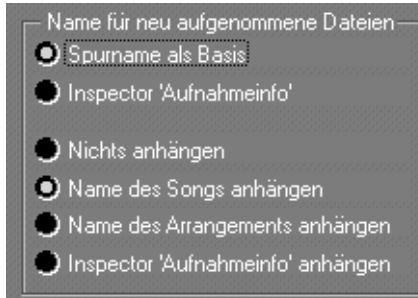 Name für neu aufgenommene Dateien
Spurname als Basis
Inspector 'Aufnahmeinfo'
Nichts anhängen
Name des Songs anhängen
Name des Arrangements anhängen
Inspector 'Aufnahmeinfo' anhängen